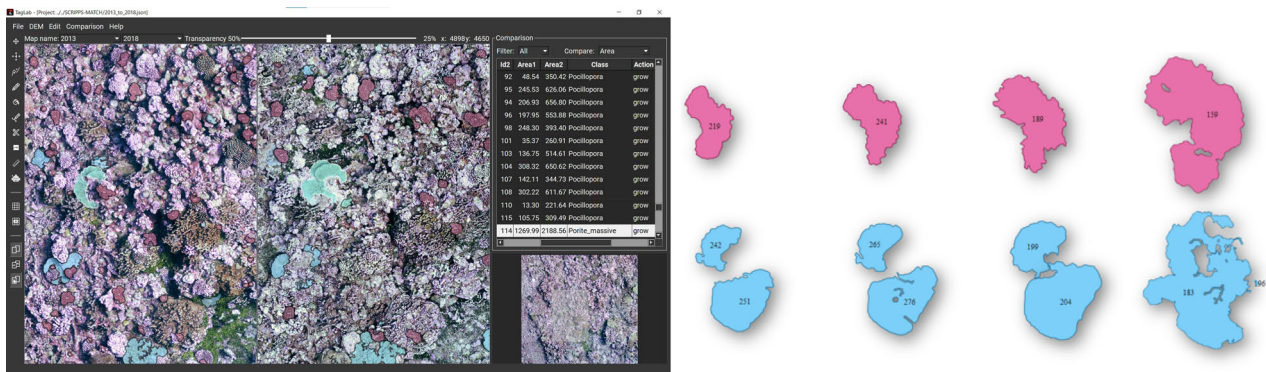 TagLab - [Project: ../../SCRIPPS-MATCH/2013_to_2018.json]
File DEM Edit Comparison Help
Map name: 2013 2018 Transparency 50% 25% x: 4898 y: 4650
Comparison
Filter: All Compare: Area
Id2 Area1 Area2 Class Action
92 48.54 350.42 Pocillopora grow
95 245.53 626.06 Pocillopora grow
94 206.93 656.80 Pocillopora grow
96 197.95 553.88 Pocillopora grow
98 248.30 393.40 Pocillopora grow
101 35.37 260.91 Pocillopora grow
103 136.75 514.61 Pocillopora grow
104 308.32 650.62 Pocillopora grow
107 142.11 344.73 Pocillopora grow
108 302.22 611.67 Pocillopora grow
110 13.30 221.64 Pocillopora grow
115 105.75 309.49 Pocillopora grow
114 1269.99 2188.56 Porite_massive grow
219 241 189 159
242 265 199
251 276 204 183 196